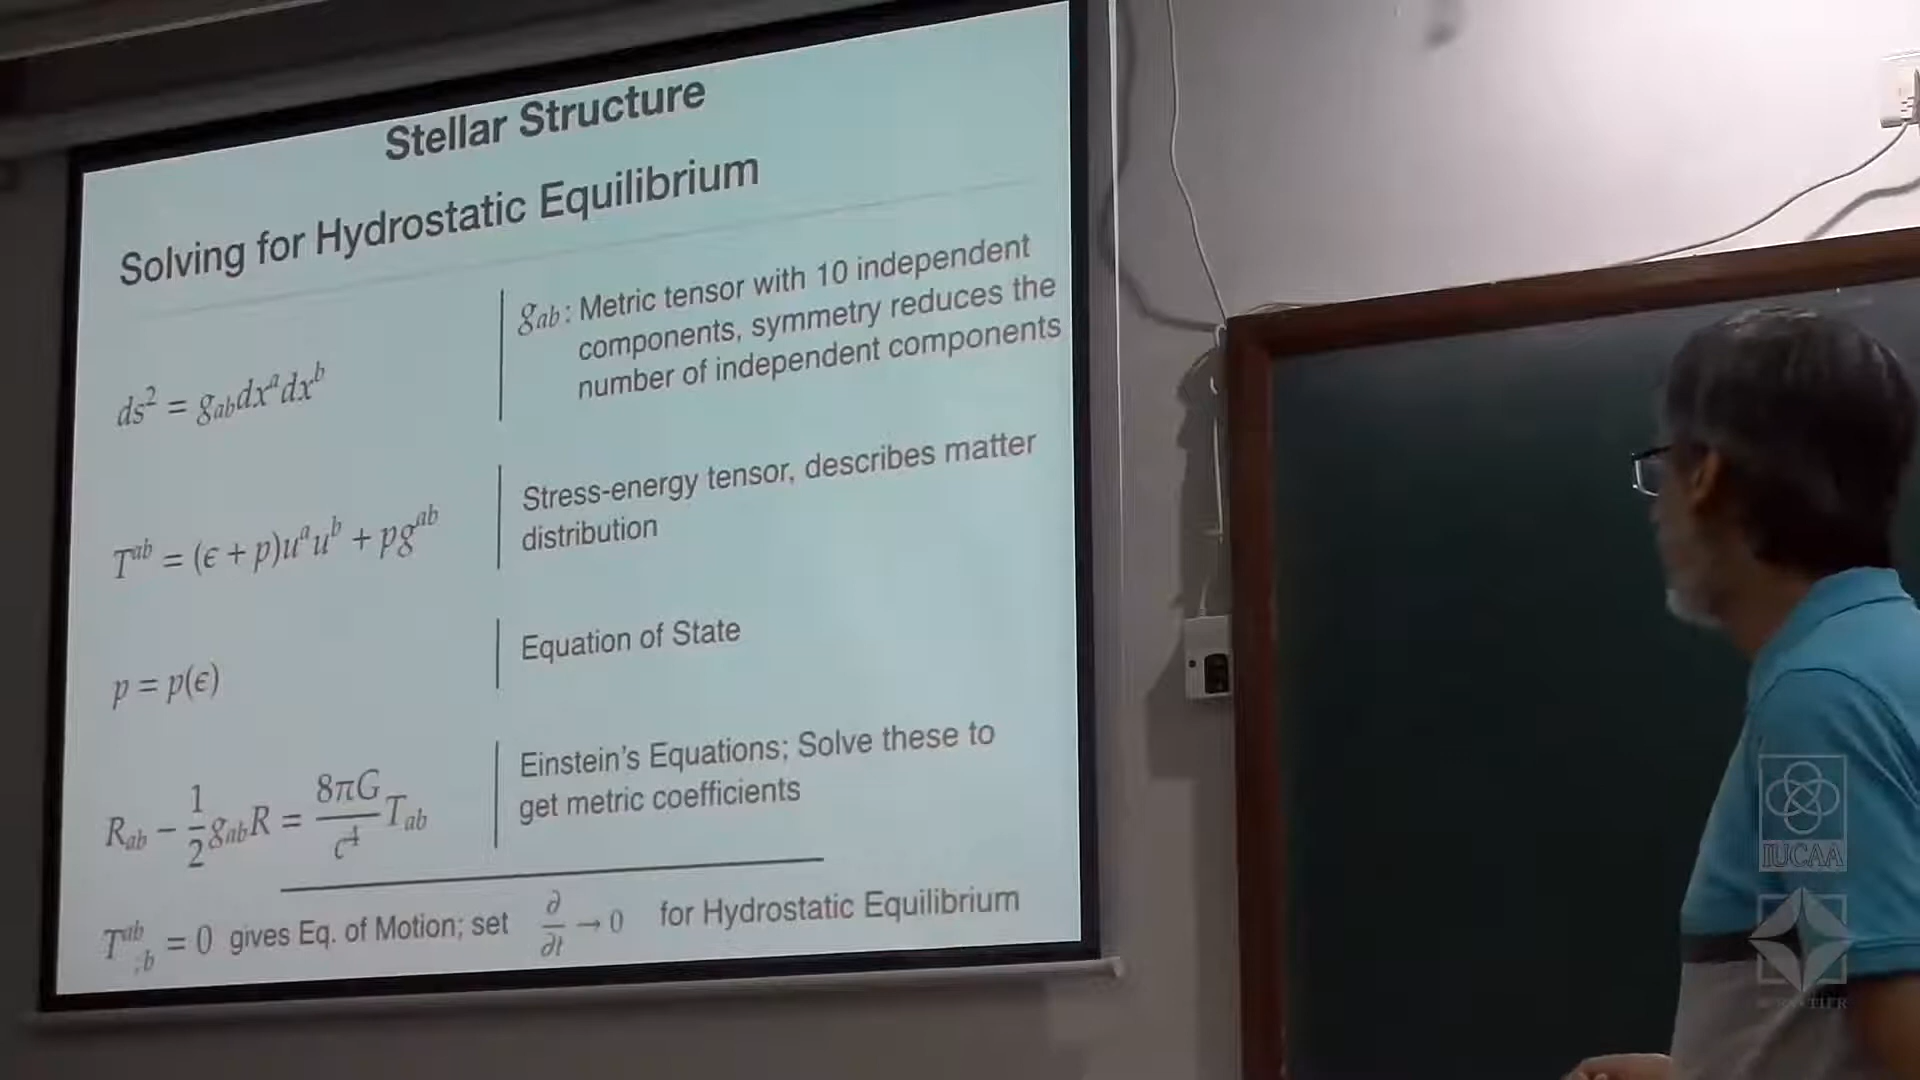 Stellar Structure
Solving for Hydrostatic Equilibrium
ds² = g_ab dx^a dx^b
g_ab : Metric tensor with 10 independent
components, symmetry reduces the
number of independent components
T^ab = (ϵ + p)u^a u^b + pg^ab
Stress-energy tensor, describes matter
distribution
p = p(ϵ)
Equation of State
R_ab − 1/2 g_ab R = 8πG/c⁴ T_ab
Einstein's Equations; Solve these to
get metric coefficients
T^ab_;b = 0 gives Eq. of Motion; set ∂/∂t → 0 for Hydrostatic Equilibrium
IUCAA